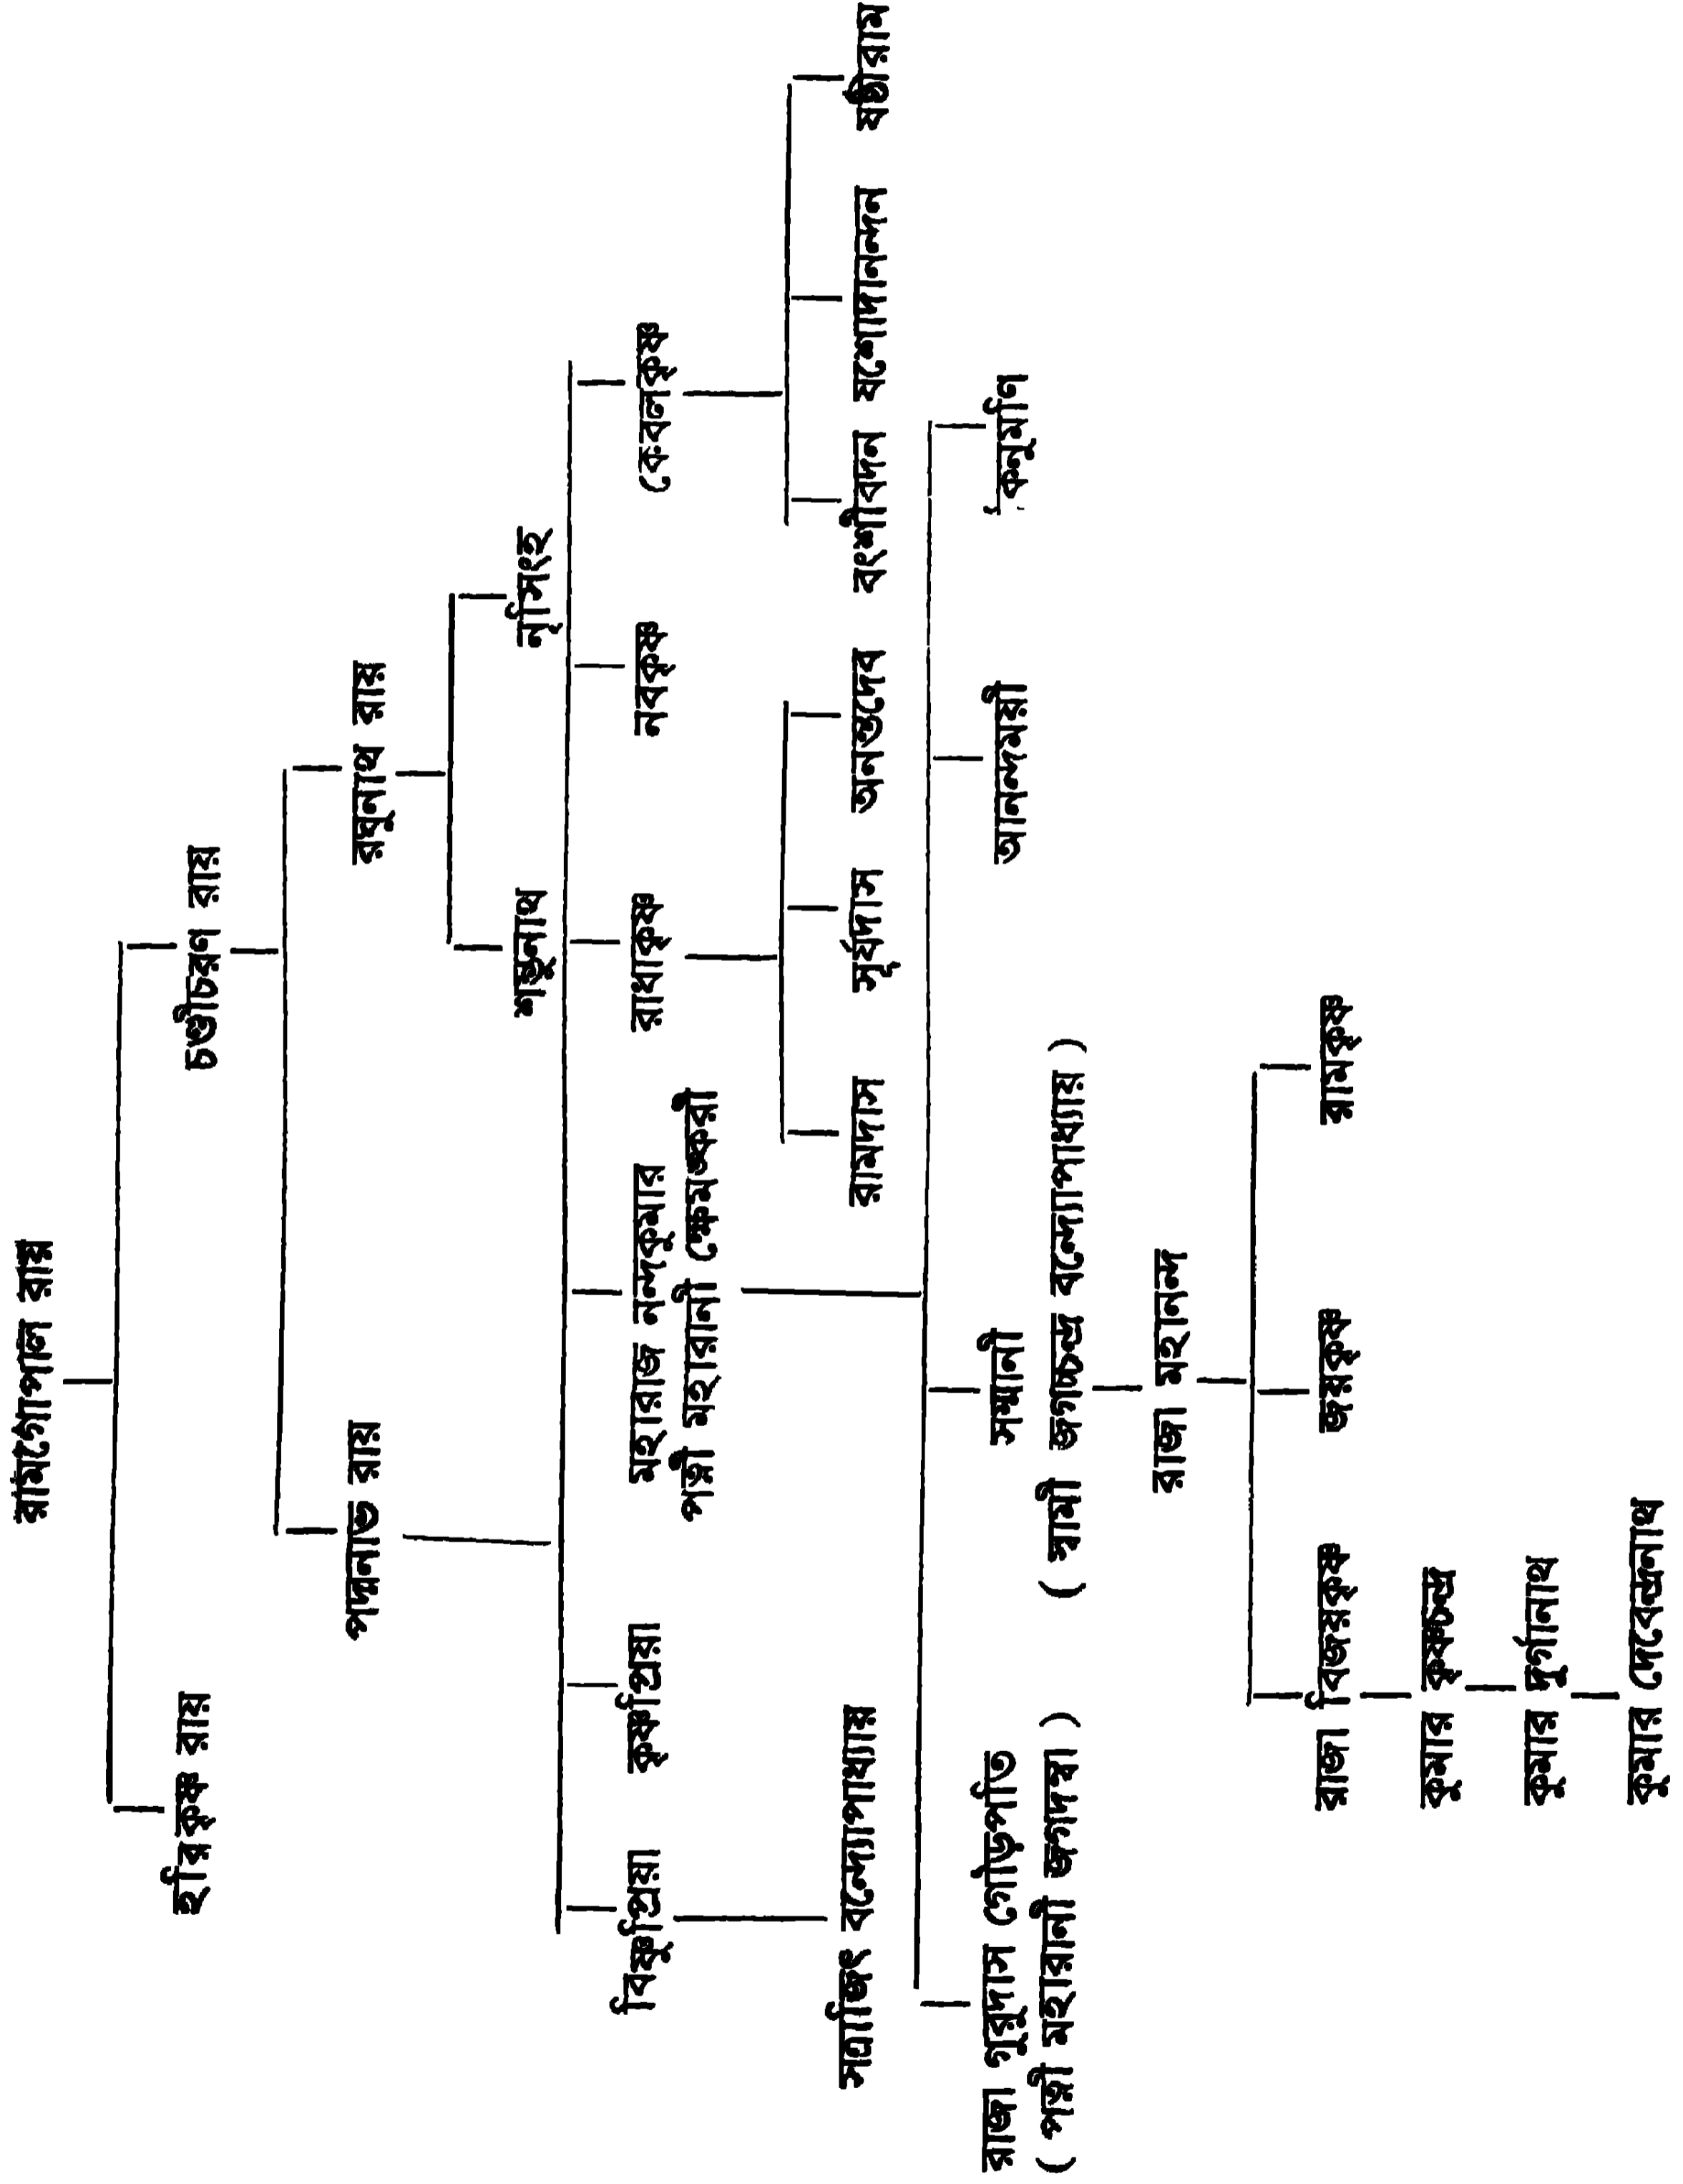 রামগোপাল রায়
হরিকৃষ্ণ রায়
চণ্ডীচরণ রায়
পদ্মনাভ রায়
রঘুনাথ রায়
শম্ভুনাথ
নৃসিংহ
বিষ্ণুপ্রিয়া
কৃষ্ণপ্রিয়া
মহারাজ নন্দকুমার
পত্নী মহারানী ক্ষেমঙ্করী
রাধাকৃষ্ণ
নবকৃষ্ণ
কেবলকৃষ্ণ
সত্রাজিৎ বন্দ্যোপাধ্যায়
রামদাস
সূর্যদাস
অনন্তদেব
বংশীবদন
যশোদানন্দন
ষষ্ঠীরাম
রাজা গুরুদাস গৌড়পতি
( পত্নী মহারানী জগদম্বা )
সম্মানী
( স্বামী জগচ্চন্দ্র বন্দ্যোপাধ্যায় )
আনন্দময়ী
রাজা মহানন্দ
রাজা বিজয়কৃষ্ণ
জয়কৃষ্ণ
রামকৃষ্ণ
কুমার কৃষ্ণচন্দ্র
কুমার দুর্গানাথ
কুমার দেবেন্দ্রনাথ